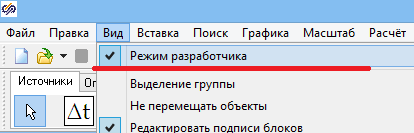 Файл Правка Вид Вставка Поиск Графика Масштаб Расчёт
Режим разработчика
Источники
Выделение группы
Δt
Не перемещать объекты
Редактировать подписи блоков